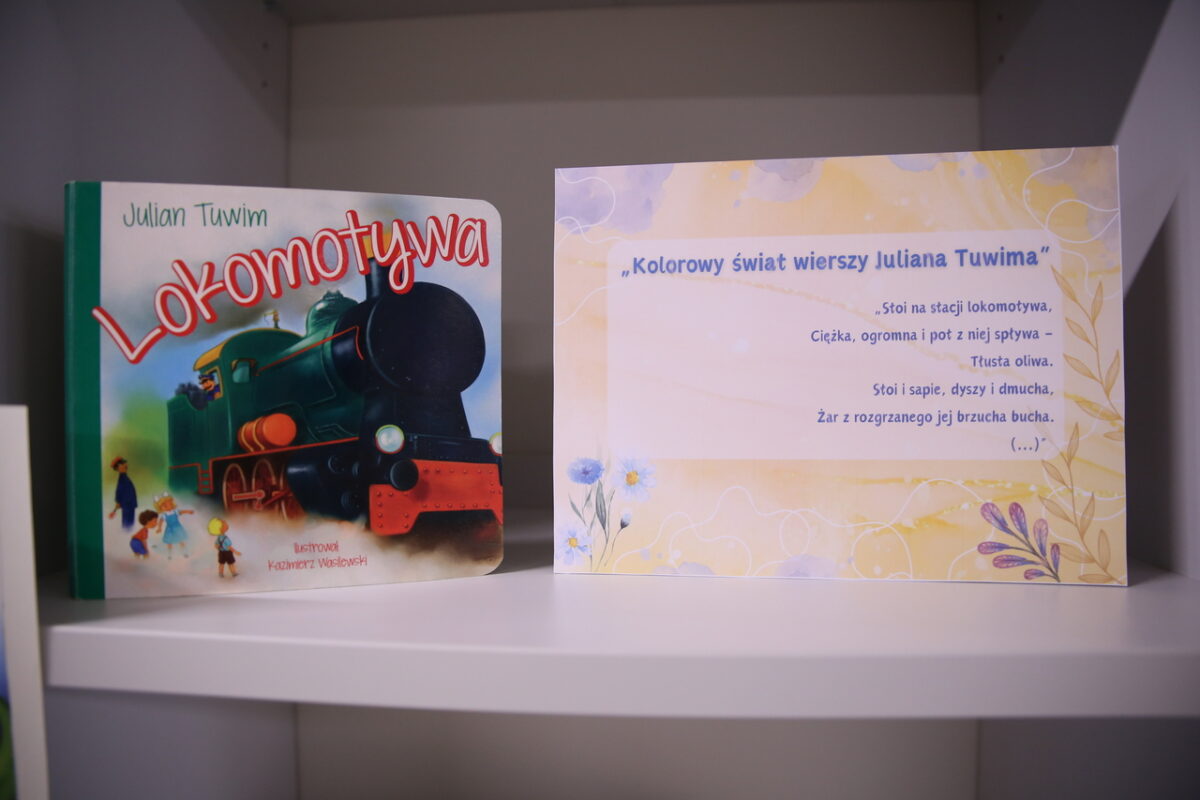 Julian Tuwim
Lokomotywa
Ilustrował
Kazimierz Wasilewski
„Kolorowy świat wierszy Juliana Tuwima”
„Stoi na stacji lokomotywa,
Ciężka, ogromna i pot z niej spływa –
Tłusta oliwa.
Stoi i sapie, dyszy i dmucha,
Żar z rozgrzanego jej brzucha bucha.
(...)”